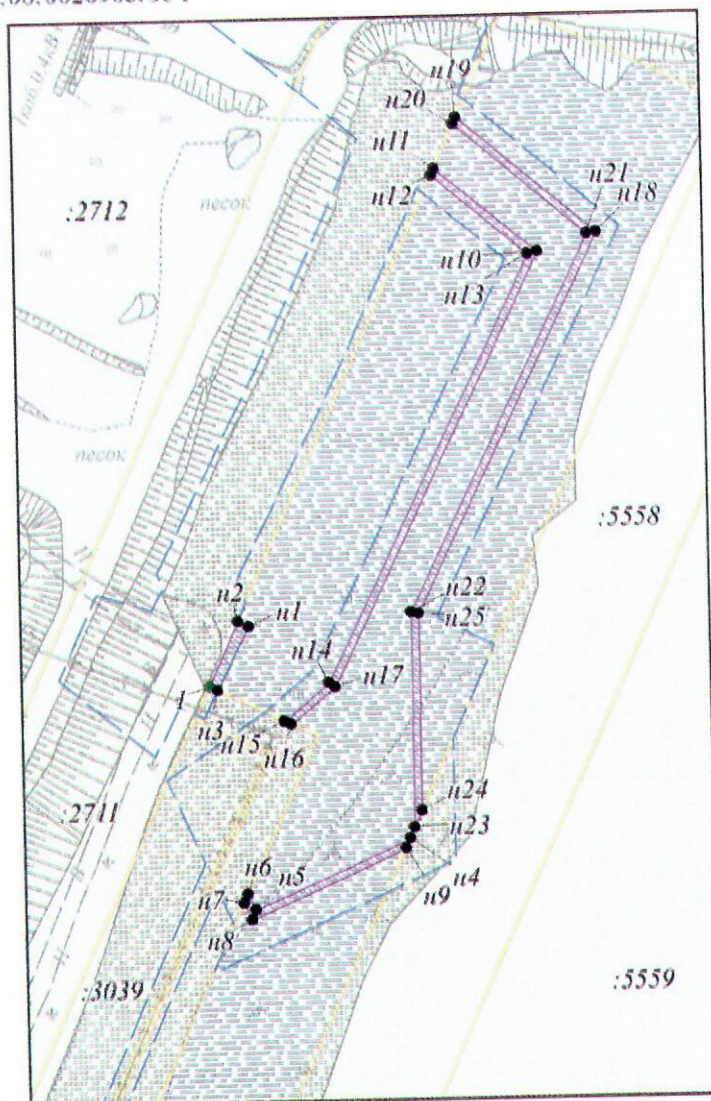 н19
н20
н11
н21
н18
н12
:2712
песок
н10
н13
песок
:5558
н22
н2
н1
н25
н14
н17
1
н3
н15
н16
н24
:2711
н23
н6
н5
н4
н7
н9
н8
:3039
:5559